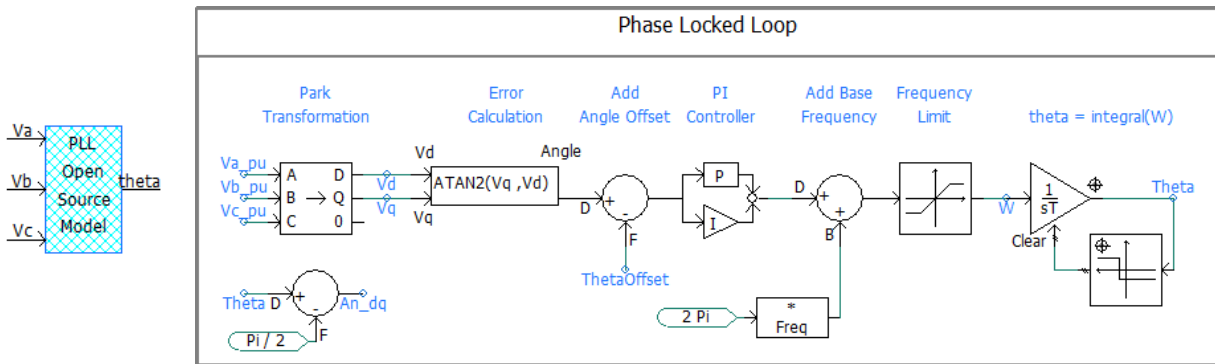 Phase Locked Loop
Park
Transformation
Error
Calculation
Add
Angle Offset
PI
Controller
Add Base
Frequency
Frequency
Limit
theta = integral(W)
Va
Vb
Vc
PLL
Open
Source
Model
theta
Va_pu
Vb_pu
Vc_pu
A
B
C
D
Q
0
Vd
Vq
Vd
Vq
ATAN2(Vq ,Vd)
Angle
D
+
-
F
ThetaOffset
P
I
D
+
+
B
2 Pi
*
Freq
W
1
sT
Clear
Theta
Theta
D
+
-
F
An_dq
Pi / 2